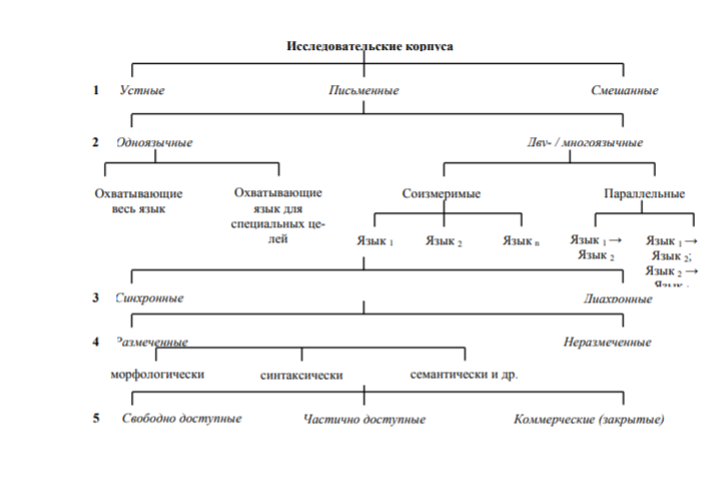 Исследовательские корпуса
1 Устные Письменные Смешанные
2 Одноязычные Дву- / многоязычные
Охватывающие весь язык
Охватывающие язык для специальных це-
лей
Соизмеримые Параллельные
Язык 1 Язык 2 Язык n
Язык 1 →
Язык 2
Язык 1 →
Язык 2;
Язык 2 →
3 Синхронные Диахронные
4 Размеченные Неразмеченные
морфологически синтаксически семантически и др.
5 Свободно доступные Частично доступные Коммерческие (закрытые)